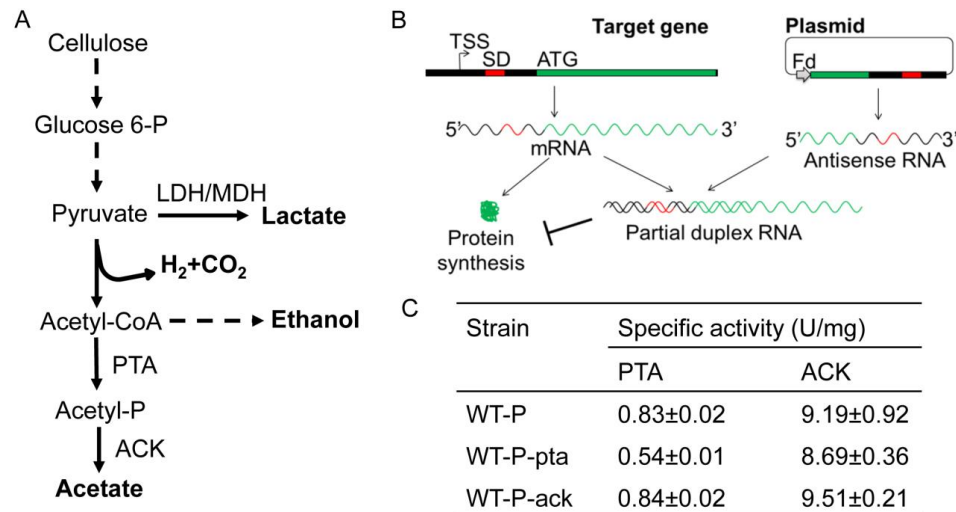 A
Cellulose
Glucose 6-P
LDH/MDH
Pyruvate
Lactate
H₂+CO₂
Acetyl-CoA
Ethanol
PTA
Acetyl-P
ACK
Acetate
B
Target gene
Plasmid
TSS
SD
ATG
Fd
5'
3'
mRNA
5'
3'
Antisense RNA
Protein
synthesis
Partial duplex RNA
C
Strain Specific activity (U/mg)
PTA ACK
WT-P 0.83±0.02 9.19±0.92
WT-P-pta 0.54±0.01 8.69±0.36
WT-P-ack 0.84±0.02 9.51±0.21